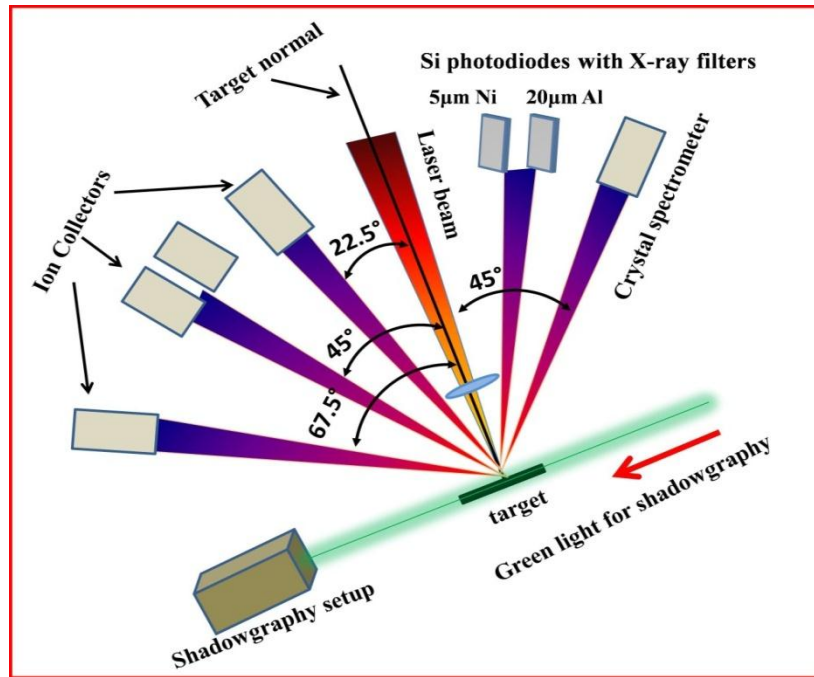 Target normal
Si photodiodes with X-ray filters
5µm Ni
20µm Al
Laser beam
Crystal spectrometer
Ion Collectors
22.5°
45°
67.5°
45°
target
Green light for shadowgraphy
Shadowgraphy setup